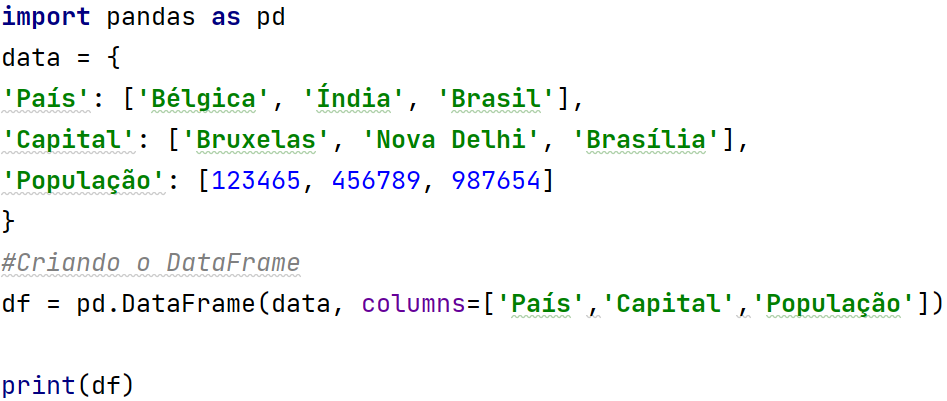 import pandas as pd
data = {
'País': ['Bélgica', 'Índia', 'Brasil'],
'Capital': ['Bruxelas', 'Nova Delhi', 'Brasília'],
'População': [123465, 456789, 987654]
}
#Criando o DataFrame
df = pd.DataFrame(data, columns=['País','Capital','População'])
print(df)